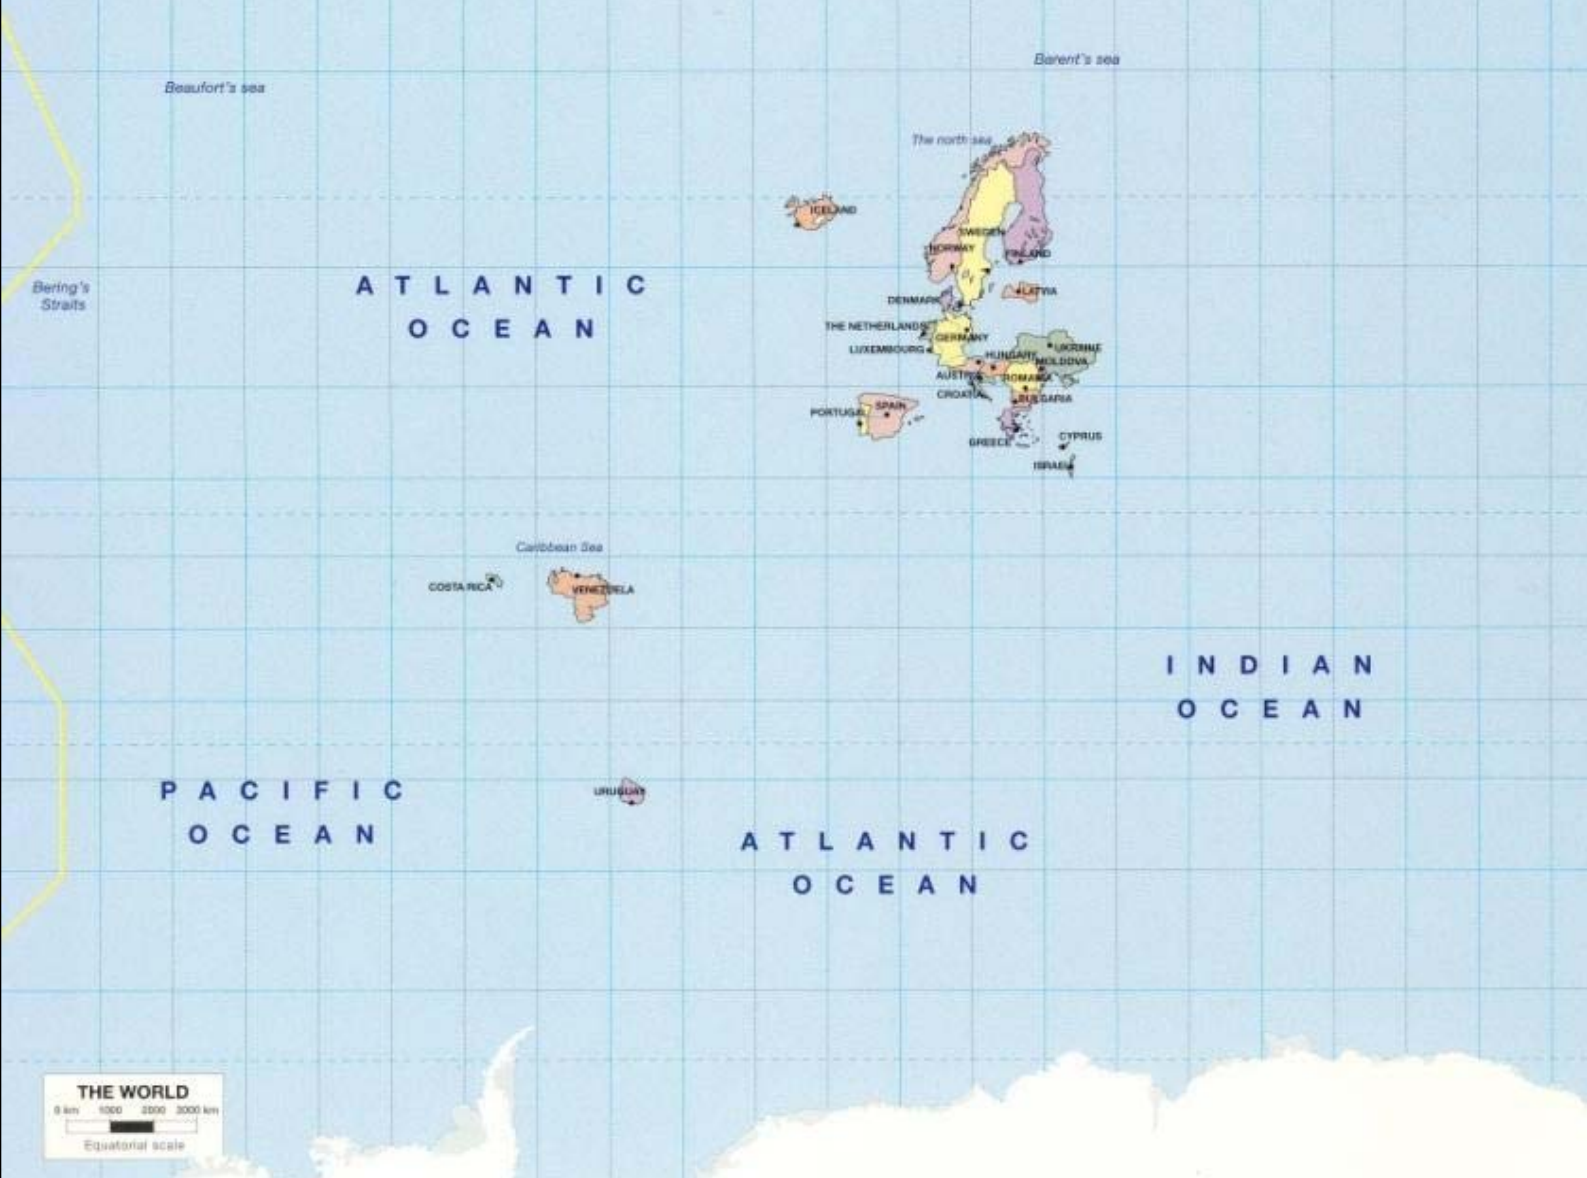 Barent's sea
Beaufort's sea
The north sea
ICELAND
SWEDEN
NORWAY
FINLAND
Bering's
Straits
ATLANTIC
OCEAN
LATVIA
DENMARK
THE NETHERLANDS
GERMANY
LUXEMBOURG
UKRAINE
HUNGARY
MOLDOVA
AUSTRIA
ROMANIA
CROATIA
BULGARIA
PORTUGAL
SPAIN
GREECE
CYPRUS
ISRAEL
Caribbean Sea
COSTA RICA
VENEZUELA
INDIAN
OCEAN
PACIFIC
OCEAN
URUGUAY
ATLANTIC
OCEAN
THE WORLD
0 km 1000 2000 3000 km
Equatorial scale